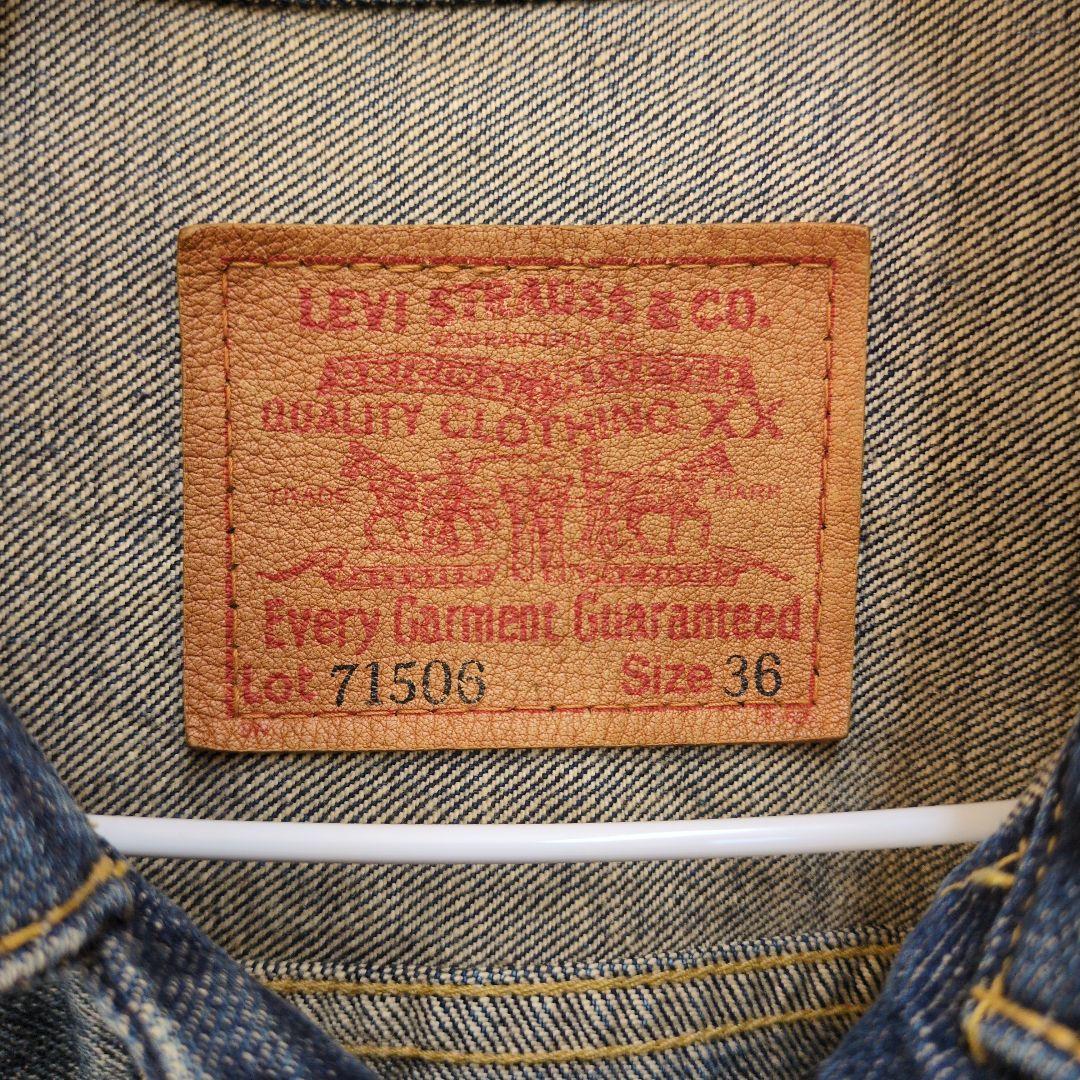 LEVI STRAUSS & CO.
QUALITY CLOTHING XX
TRADE MARK
Every Garment Guaranteed
Lot 71506 Size 36